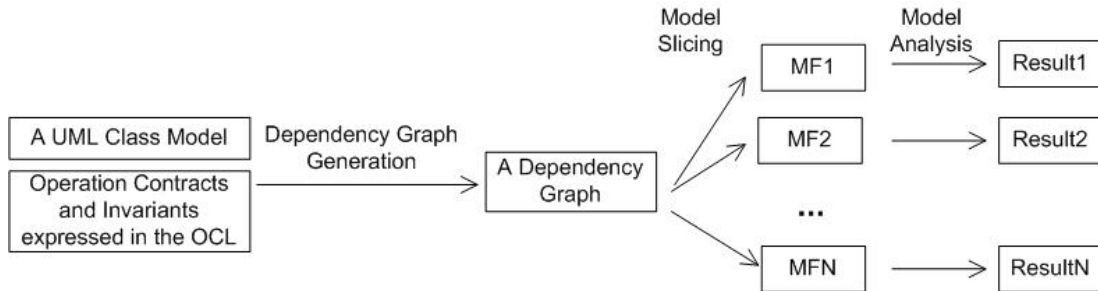 A UML Class Model
Operation Contracts
and Invariants
expressed in the OCL
Dependency Graph
Generation
A Dependency
Graph
Model
Slicing
MF1
MF2
...
MFN
Model
Analysis
Result1
Result2
ResultN